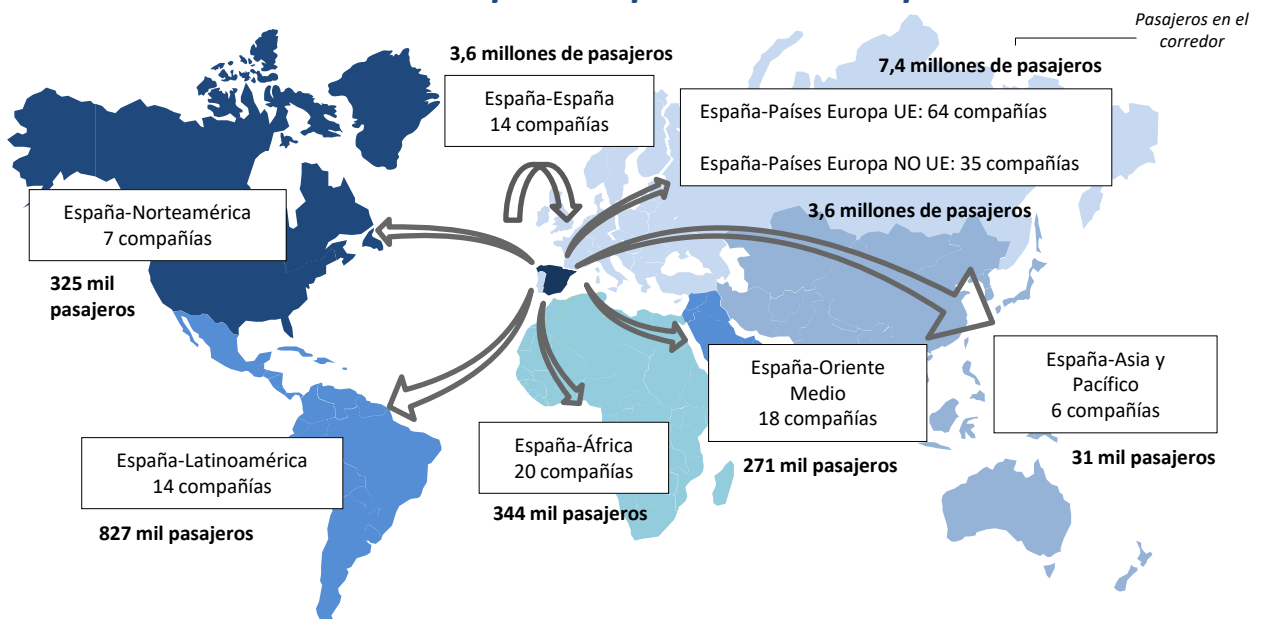 Pasajeros en el
corredor
3,6 millones de pasajeros
España-España
14 compañías
7,4 millones de pasajeros
España-Países Europa UE: 64 compañías
España-Países Europa NO UE: 35 compañías
3,6 millones de pasajeros
España-Norteamérica
7 compañías
325 mil
pasajeros
España-Oriente
Medio
18 compañías
271 mil pasajeros
España-Asia y
Pacífico
6 compañías
31 mil pasajeros
España-Latinoamérica
14 compañías
827 mil pasajeros
España-África
20 compañías
344 mil pasajeros